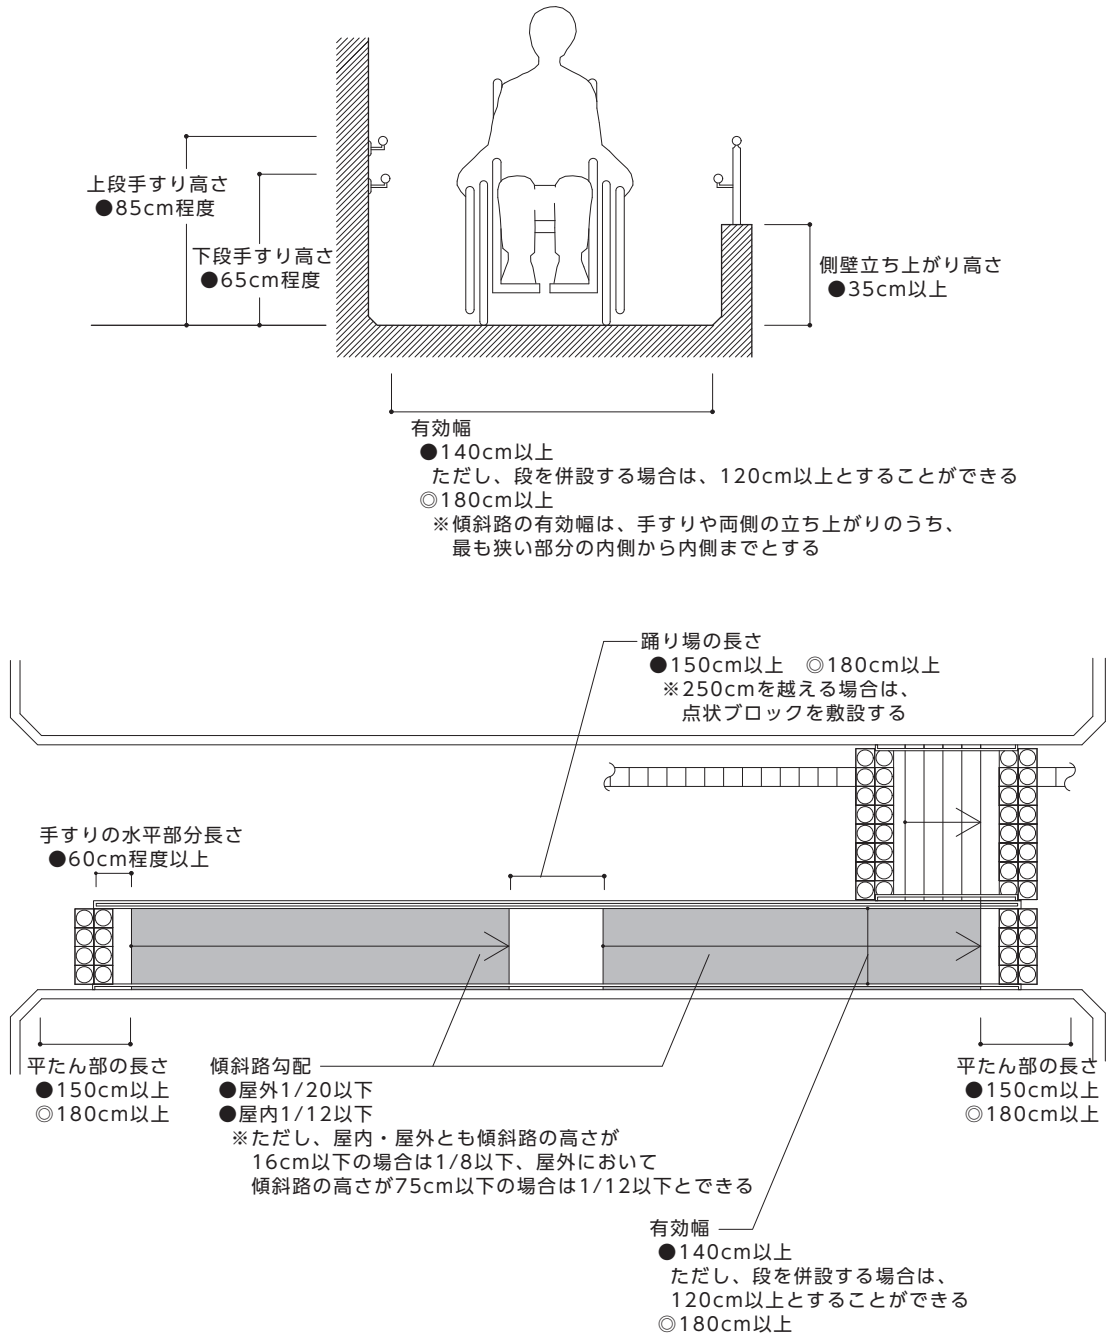 上段手すり高さ
●85cm程度
下段手すり高さ
●65cm程度
側壁立ち上がり高さ
●35cm以上
有効幅
●140cm以上
ただし、段を併設する場合は、120cm以上とすることができる
◎180cm以上
※傾斜路の有効幅は、手すりや両側の立ち上がりのうち、
最も狭い部分の内側から内側までとする
踊り場の長さ
●150cm以上 ◎180cm以上
※250cmを越える場合は、
点状ブロックを敷設する
手すりの水平部分長さ
●60cm程度以上
平たん部の長さ
●150cm以上
◎180cm以上
傾斜路勾配
●屋外1/20以下
●屋内1/12以下
※ただし、屋内・屋外とも傾斜路の高さが
16cm以下の場合は1/8以下、屋外において
傾斜路の高さが75cm以下の場合は1/12以下とできる
平たん部の長さ
●150cm以上
◎180cm以上
有効幅
●140cm以上
ただし、段を併設する場合は、
120cm以上とすることができる
◎180cm以上